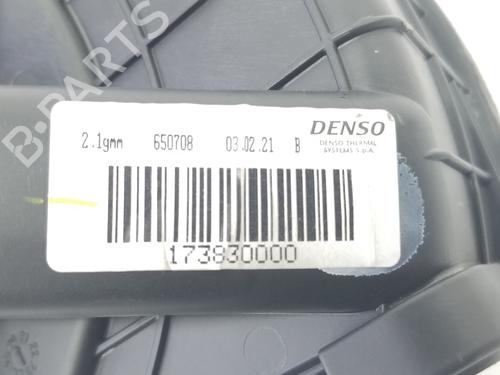 2.1gmm 650708 03.02.21 B DENSO
DENSO THERMAL
SYSTEMS S.p.A.
173830000
B-PARTS